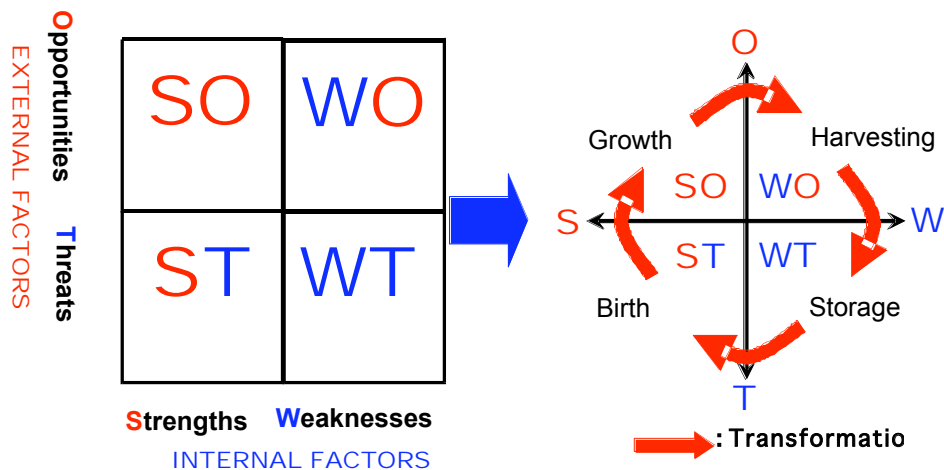 EXTERNAL FACTORS
Opportunities
Threats
SO
WO
ST
WT
Strengths
Weaknesses
INTERNAL FACTORS
O
Growth
Harvesting
SO
WO
S
W
ST
WT
Birth
Storage
T
: Transformatio